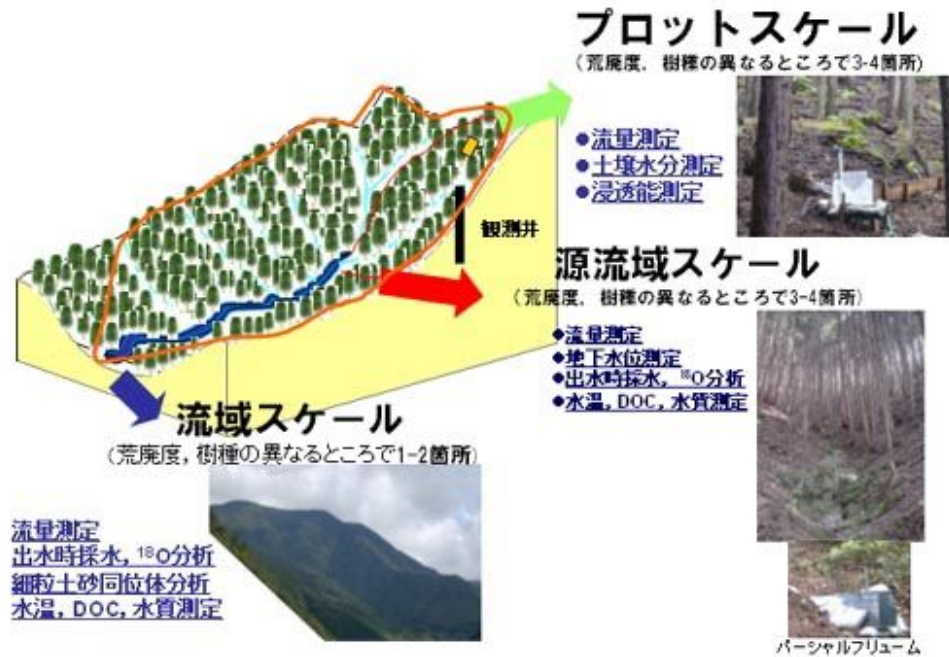 プロットスケール
(荒廃度, 樹種の異なるところで3-4箇所)
●流量測定
●土壌水分測定
●浸透能測定
観測井
源流域スケール
(荒廃度, 樹種の異なるところで3-4箇所)
●流量測定
●地下水位測定
●出水時採水, ¹⁸O分析
●水温, DOC, 水質測定
流域スケール
(荒廃度, 樹種の異なるところで1-2箇所)
流量測定
出水時採水, ¹⁸O分析
細粒土砂同位体分析
水温, DOC, 水質測定
パーシャルフリューム